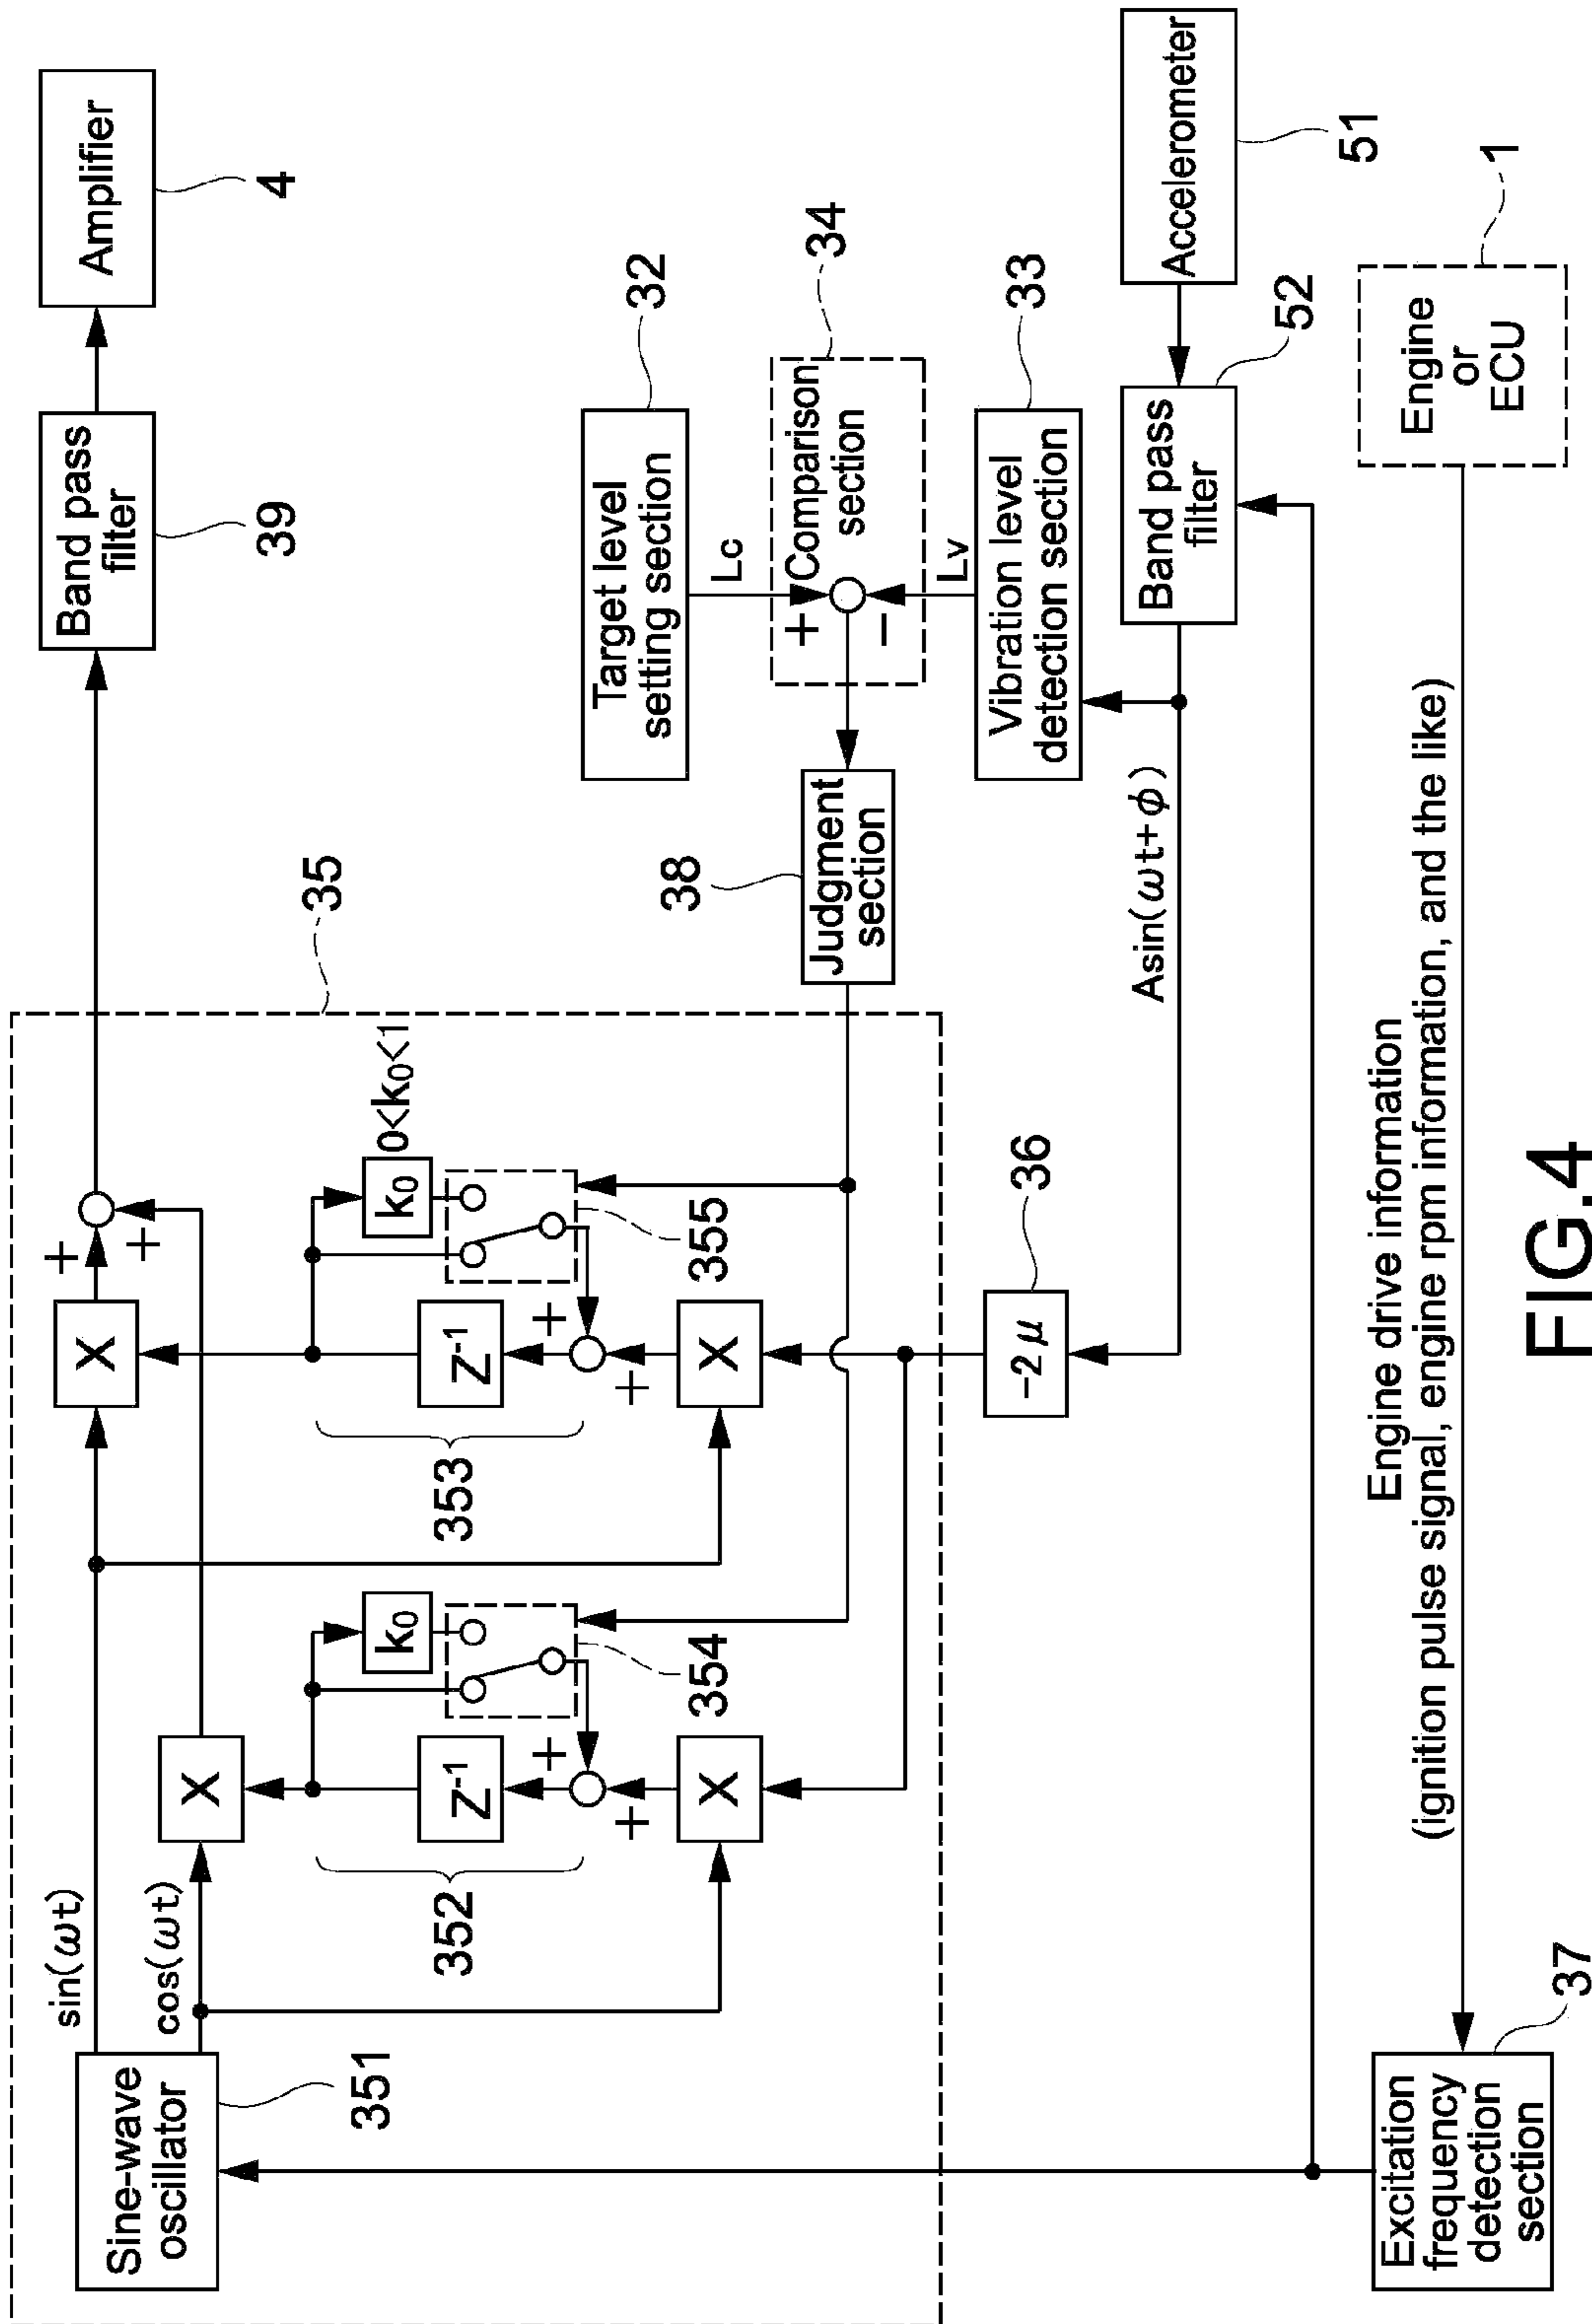 35
Sine-wave
oscillator
351
sin(ωt)
cos(ωt)
X
X
+
+
Band pass
filter
39
Amplifier
4
k₀
k₀
0<k₀<1
Z⁻¹
Z⁻¹
352
353
354
355
+
+
+
+
X
X
Target level
setting section
32
Lc
+
−
Comparison
section
34
Lv
Judgment
section
38
Vibration level
detection section
33
-2μ
36
Asin(ωt+ϕ)
Band pass
filter
52
Accelerometer
51
Excitation
frequency
detection
section
37
Engine drive information
(ignition pulse signal, engine rpm information, and the like)
Engine
or
ECU
1
FIG.4